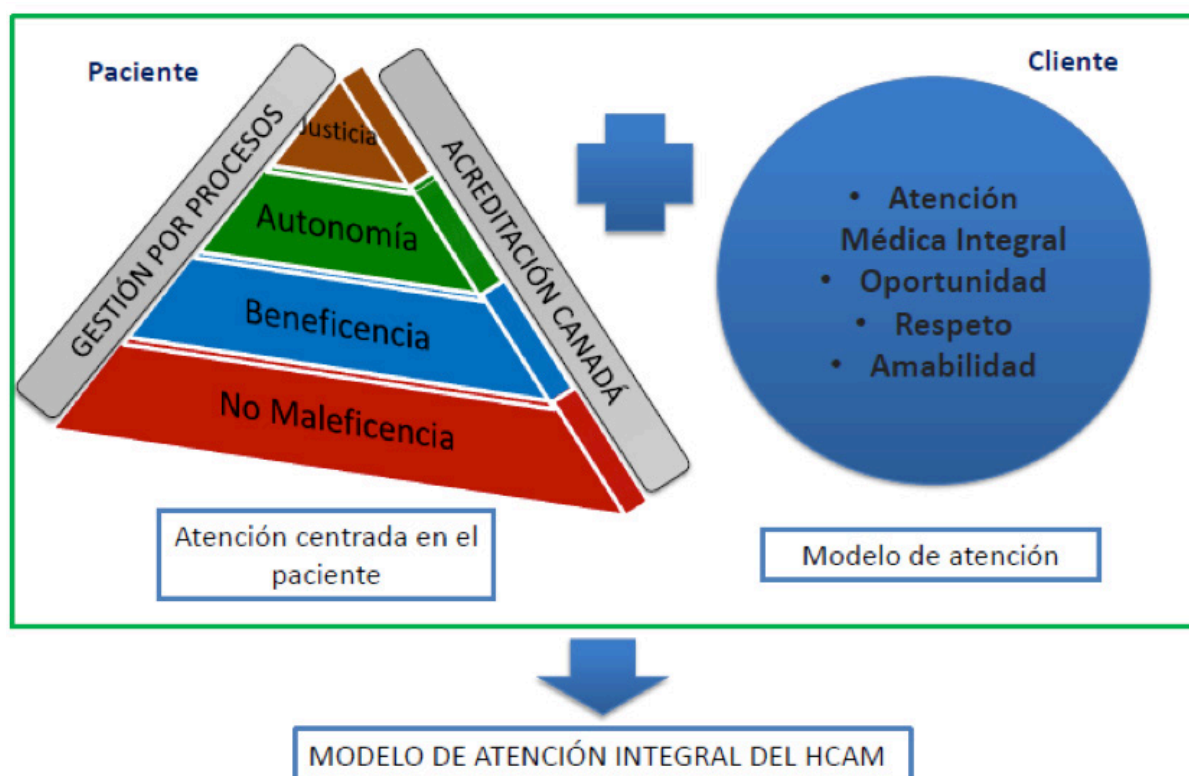 Paciente
Cliente
GESTIÓN POR PROCESOS
ACREDITACIÓN CANADÁ
Justicia
Autonomía
Beneficencia
No Maleficencia
• Atención
Médica Integral
• Oportunidad
• Respeto
• Amabilidad
Atención centrada en el
paciente
Modelo de atención
MODELO DE ATENCIÓN INTEGRAL DEL HCAM